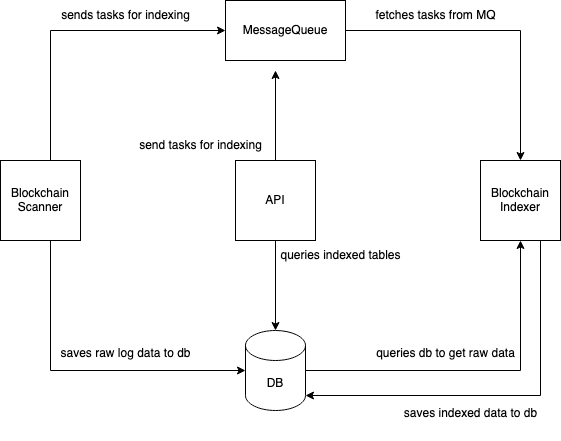 sends tasks for indexing
MessageQueue
fetches tasks from MQ
send tasks for indexing
Blockchain
Scanner
API
Blockchain
Indexer
queries indexed tables
saves raw log data to db
DB
queries db to get raw data
saves indexed data to db